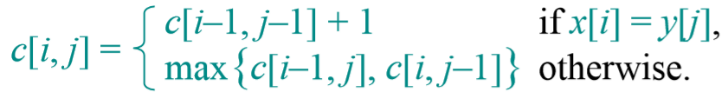 c[i,j] = { c[i–1, j–1] + 1 if x[i] = y[j],
max {c[i–1, j], c[i, j–1]} otherwise.